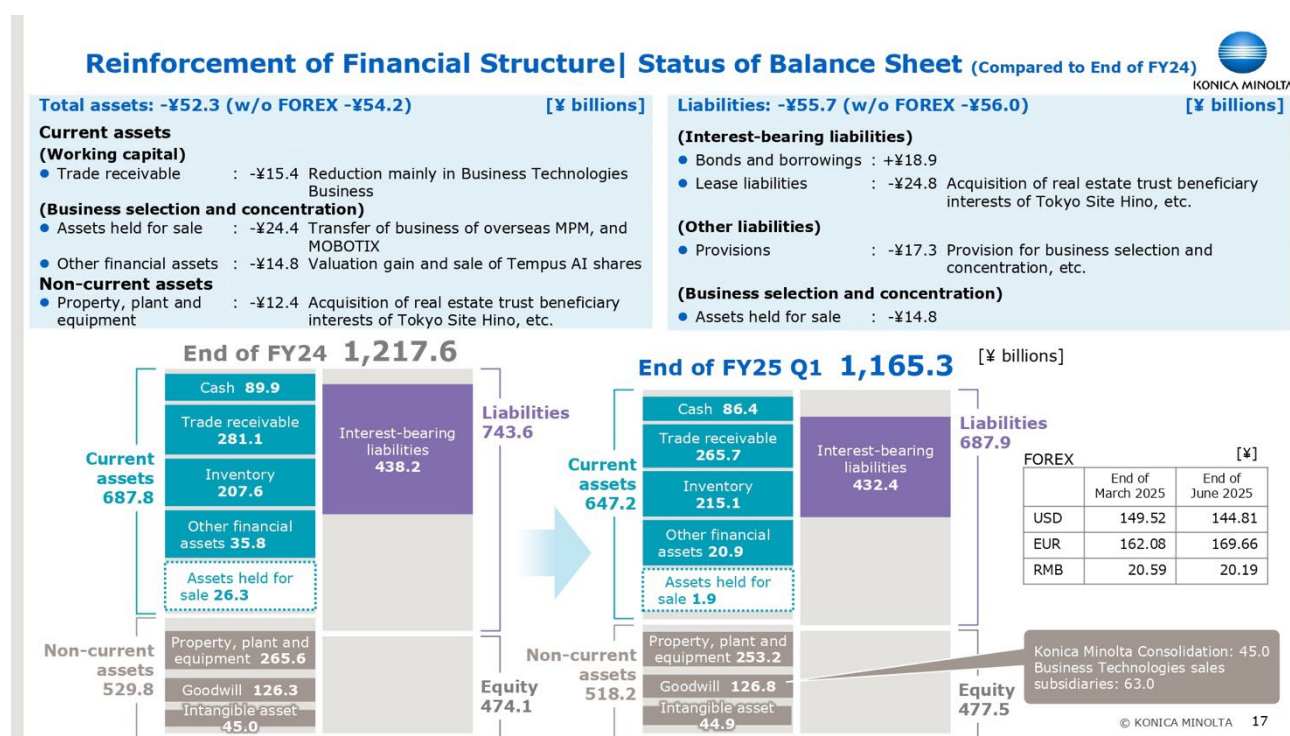 Reinforcement of Financial Structure| Status of Balance Sheet (Compared to End of FY24)
KONICA MINOLTA
Total assets: -¥52.3 (w/o FOREX -¥54.2) [¥ billions]
Current assets
(Working capital)
● Trade receivable : -¥15.4 Reduction mainly in Business Technologies
Business
(Business selection and concentration)
● Assets held for sale : -¥24.4 Transfer of business of overseas MPM, and
MOBOTIX
● Other financial assets : -¥14.8 Valuation gain and sale of Tempus AI shares
Non-current assets
● Property, plant and : -¥12.4 Acquisition of real estate trust beneficiary
equipment interests of Tokyo Site Hino, etc.
Liabilities: -¥55.7 (w/o FOREX -¥56.0) [¥ billions]
(Interest-bearing liabilities)
● Bonds and borrowings : +¥18.9
● Lease liabilities : -¥24.8 Acquisition of real estate trust beneficiary
interests of Tokyo Site Hino, etc.
(Other liabilities)
● Provisions : -¥17.3 Provision for business selection and
concentration, etc.
(Business selection and concentration)
● Assets held for sale : -¥14.8
End of FY24 1,217.6
Current
assets
687.8
Cash 89.9
Trade receivable
281.1
Inventory
207.6
Other financial
assets 35.8
Assets held for
sale 26.3
Non-current
assets
529.8
Property, plant and
equipment 265.6
Goodwill 126.3
Intangible asset
45.0
Interest-bearing
liabilities
438.2
Liabilities
743.6
Equity
474.1
End of FY25 Q1 1,165.3 [¥ billions]
Current
assets
647.2
Cash 86.4
Trade receivable
265.7
Inventory
215.1
Other financial
assets 20.9
Assets held for
sale 1.9
Non-current
assets
518.2
Property, plant and
equipment 253.2
Goodwill 126.8
Intangible asset
44.9
Interest-bearing
liabilities
432.4
Liabilities
687.9
Equity
477.5
FOREX [¥]
End of End of
March 2025 June 2025
USD 149.52 144.81
EUR 162.08 169.66
RMB 20.59 20.19
Konica Minolta Consolidation: 45.0
Business Technologies sales
subsidiaries: 63.0
© KONICA MINOLTA 17